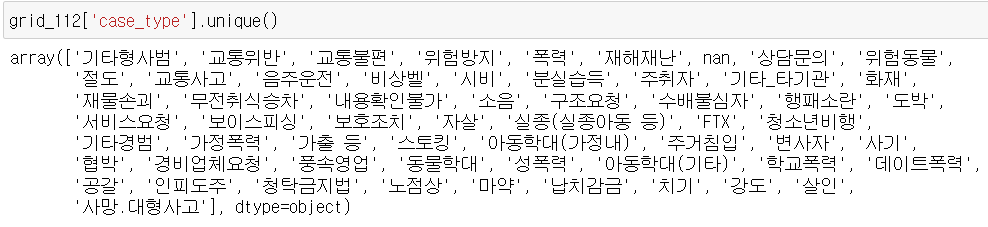 grid_112['case_type'].unique()
array(['기타형사범', '교통위반', '교통불편', '위험방지', '폭력', '재해재난', nan, '상담문의', '위험동물',
'절도', '교통사고', '음주운전', '비상벨', '시비', '분실습득', '주취자', '기타_타기관', '화재',
'재물손괴', '무전취식승차', '내용확인불가', '소음', '구조요청', '수배불심자', '행패소란', '도박',
'서비스요청', '보이스피싱', '보호조치', '자살', '실종(실종아동 등)', 'FTX', '청소년비행',
'기타경범', '가정폭력', '가출 등', '스토킹', '아동학대(가정내)', '주거침입', '변사자', '사기',
'협박', '경비업체요청', '풍속영업', '동물학대', '성폭력', '아동학대(기타)', '학교폭력', '데이트폭력',
'공갈', '인피도주', '청탁금지법', '노점상', '마약', '납치감금', '치기', '강도', '살인',
'사망.대형사고'], dtype=object)